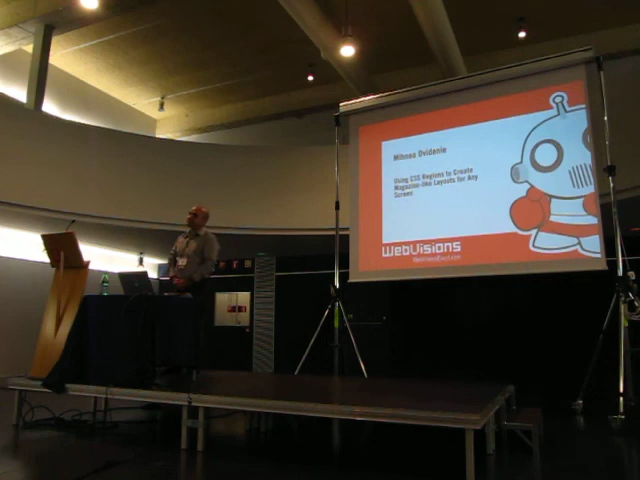 Mihnea Ovidenie
Using CSS Regions to Create
Magazine-like Layouts for Any
Screen
WEBVISIONS